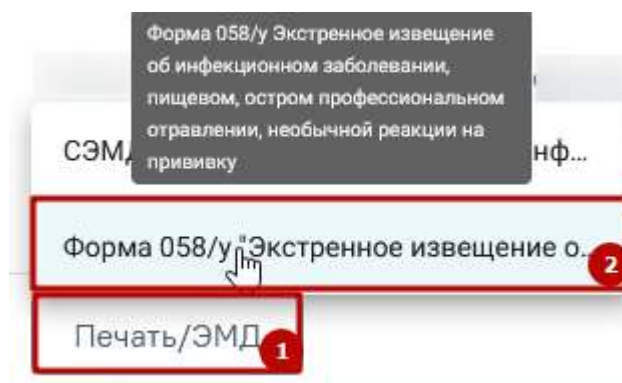 Форма 058/у Экстренное извещение
об инфекционном заболевании,
пищевом, остром профессиональном
отравлении, необычной реакции на
прививку
СЭМД нф...
Форма 058/у "Экстренное извещение о...
2
Печать/ЭМД
1